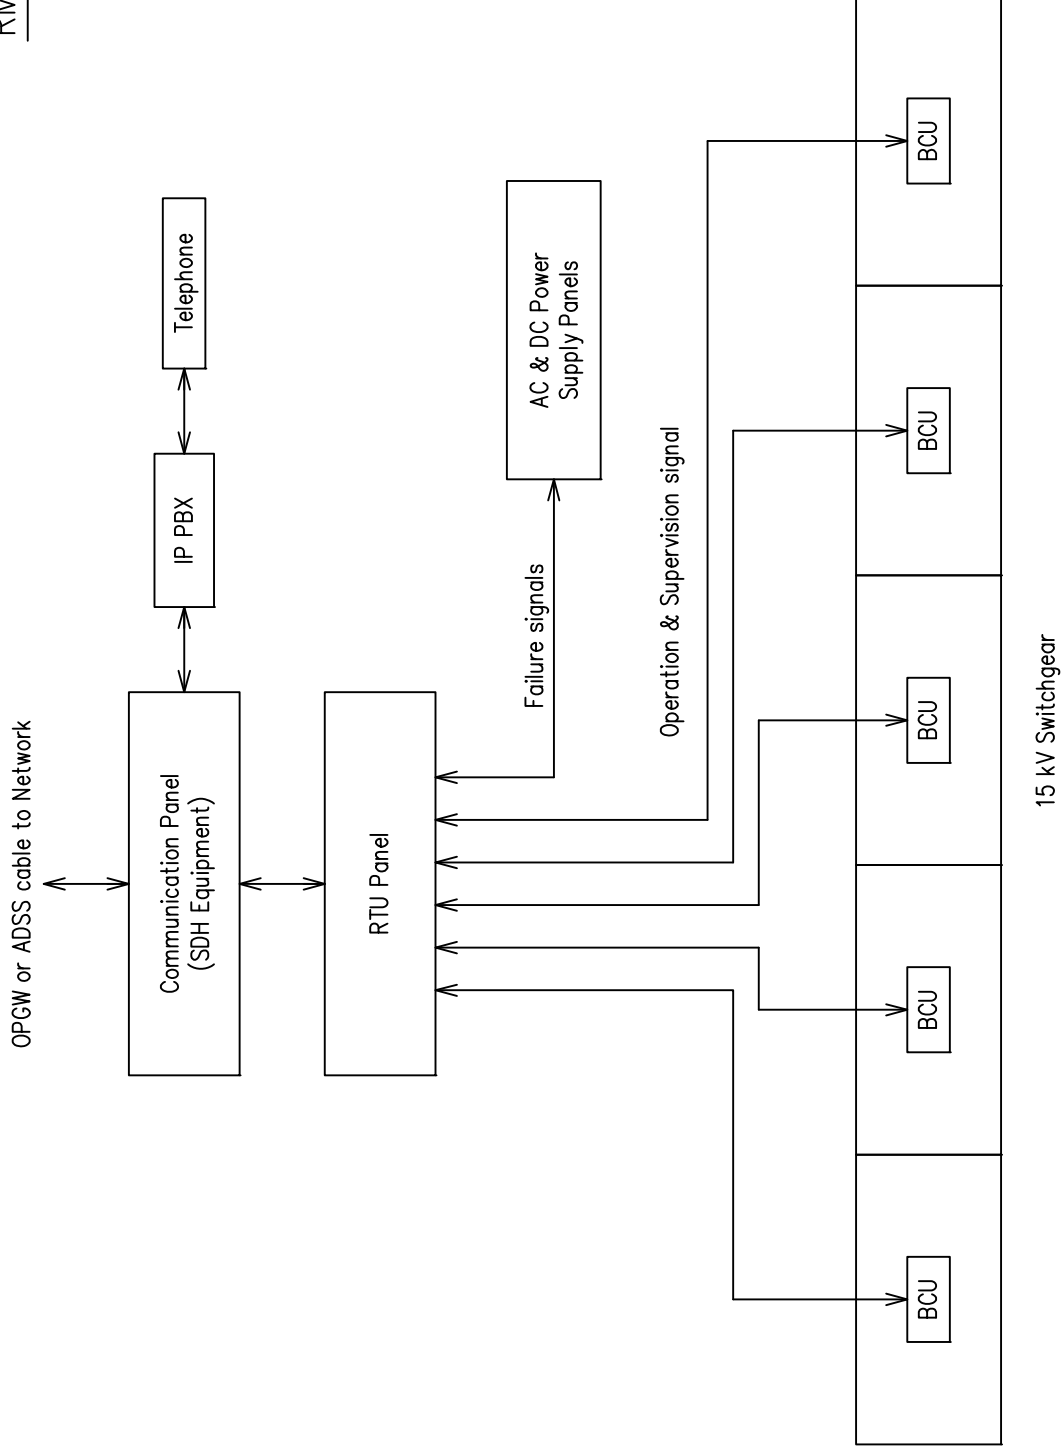 RM
OPGW or ADSS cable to Network
Communication Panel
(SDH Equipment)
IP PBX
Telephone
RTU Panel
Failure signals
AC & DC Power
Supply Panels
Operation & Supervision signal
BCU
BCU
BCU
BCU
BCU
15 kV Switchgear